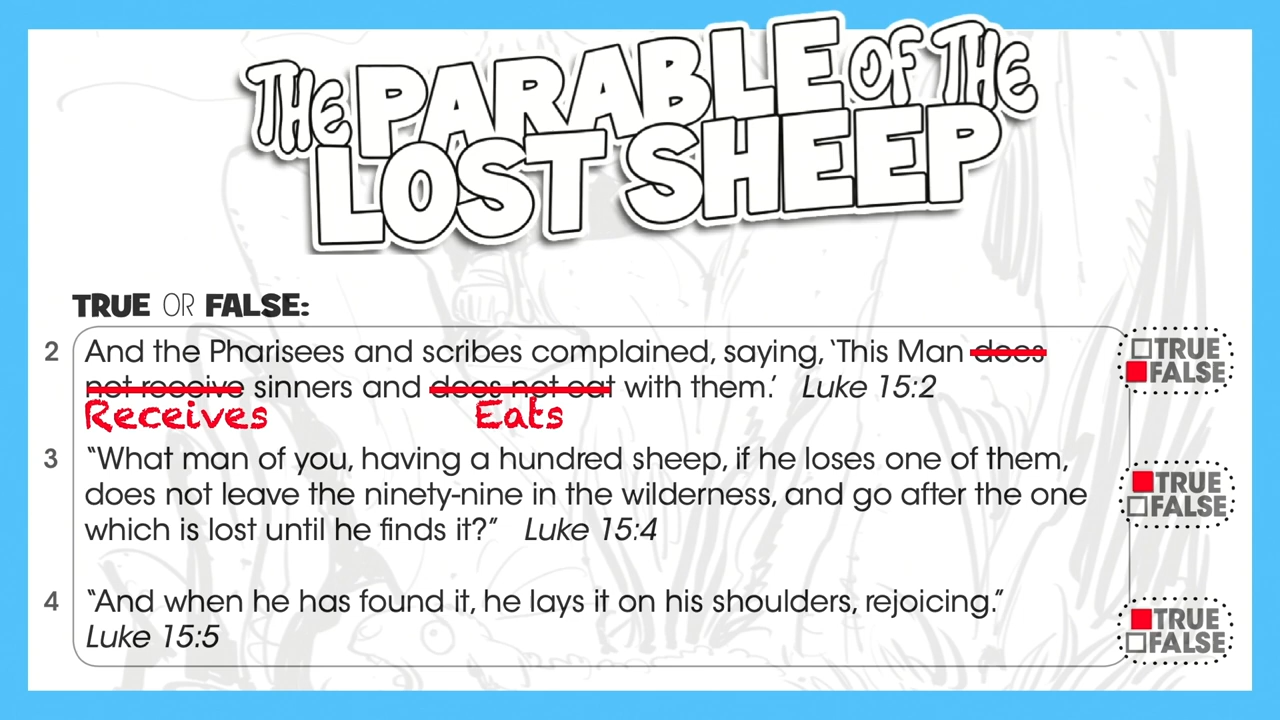 THE PARABLE OF THE
LOST SHEEP
TRUE OR FALSE:
2 And the Pharisees and scribes complained, saying, ‘This Man does
not receive sinners and does not eat with them.’ Luke 15:2
Receives Eats
TRUE
FALSE
3 “What man of you, having a hundred sheep, if he loses one of them,
does not leave the ninety-nine in the wilderness, and go after the one
which is lost until he finds it?” Luke 15:4
TRUE
FALSE
4 “And when he has found it, he lays it on his shoulders, rejoicing.”
Luke 15:5
TRUE
FALSE